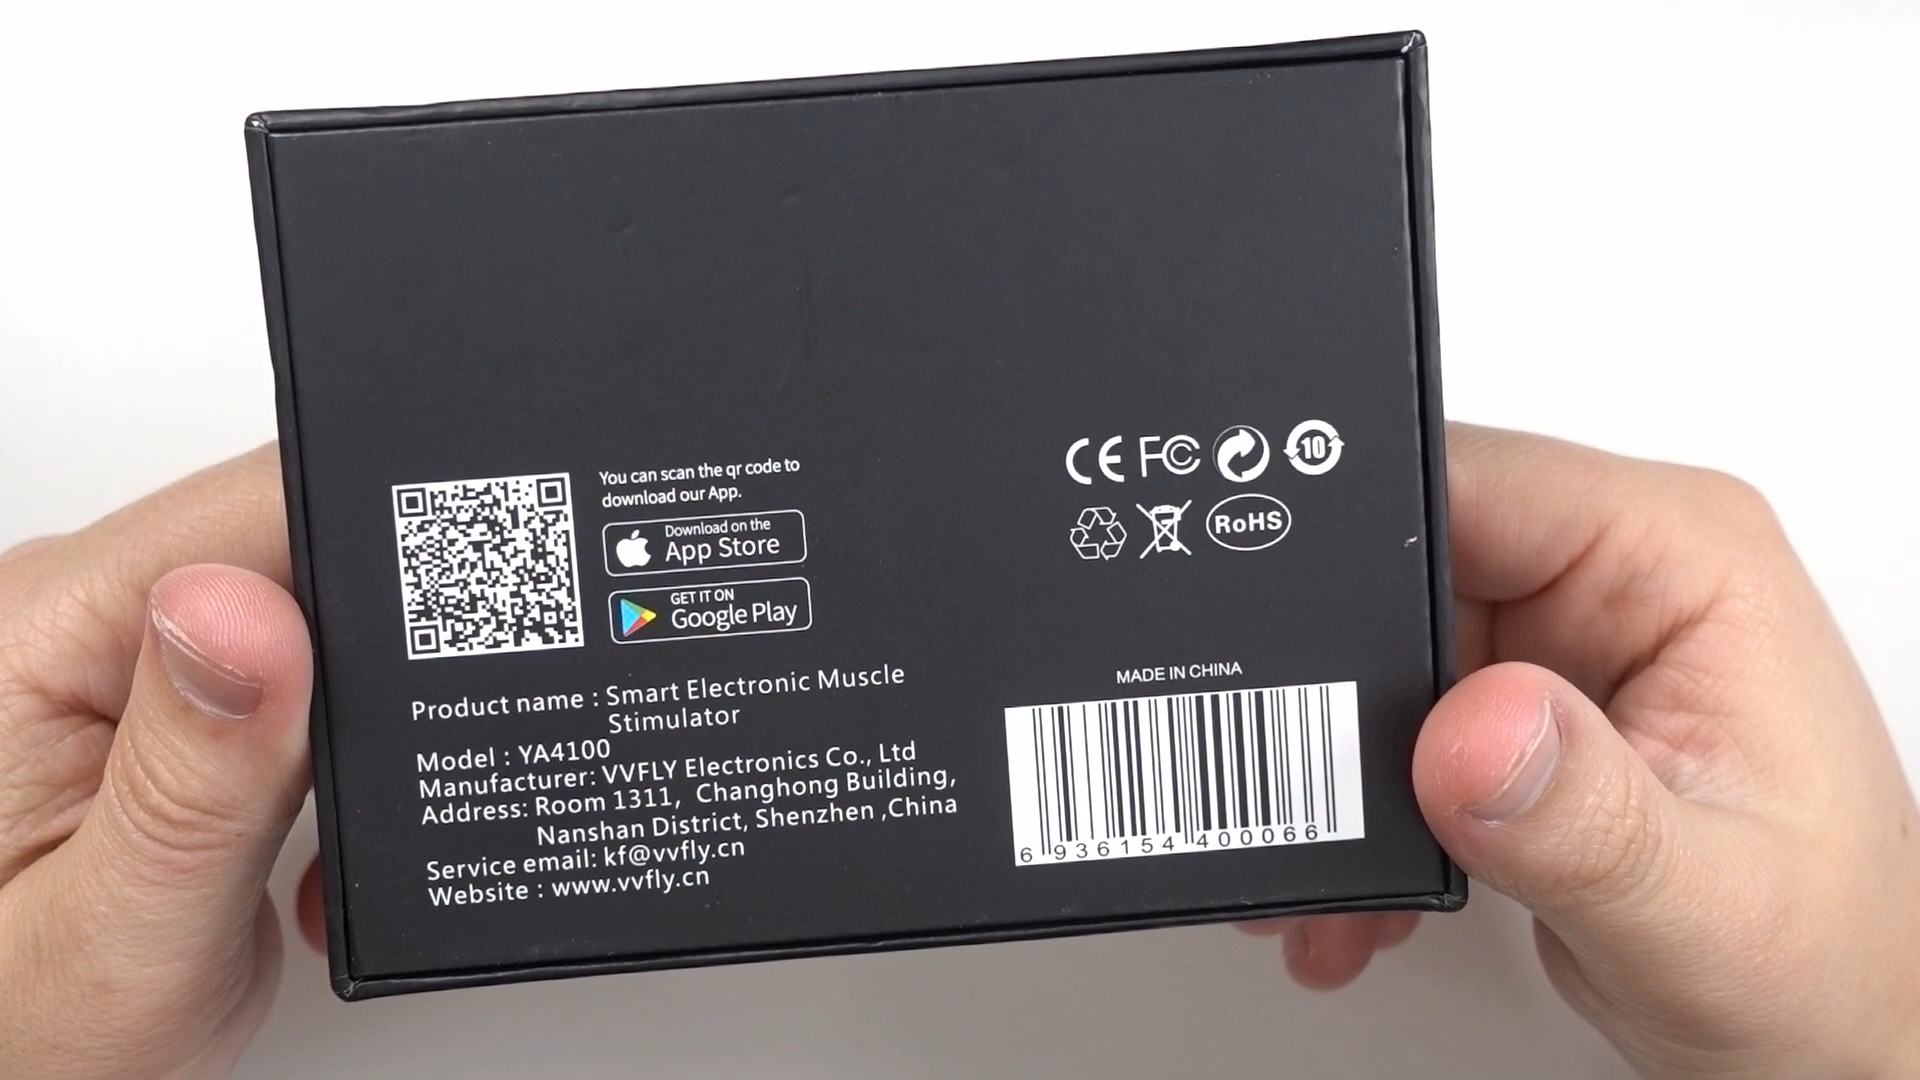 You can scan the qr code to
download our App.
Download on the
App Store
GET IT ON
Google Play
CE FC 10
RoHS
Product name : Smart Electronic Muscle
Stimulator
Model : YA4100
Manufacturer: VVFLY Electronics Co., Ltd
Address: Room 1311, Changhong Building,
Nanshan District, Shenzhen ,China
Service email: kf@vvfly.cn
Website : www.vvfly.cn
MADE IN CHINA
6 936154 400066